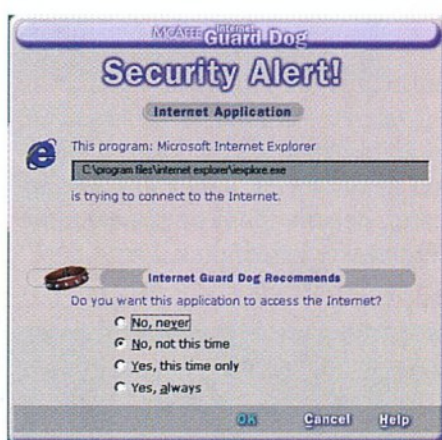 McAFEE Internet
Guard Dog
Security Alert!
Internet Application
This program: Microsoft Internet Explorer
C:\program files\internet explorer\iexplore.exe
is trying to connect to the Internet.
Internet Guard Dog Recommends
Do you want this application to access the Internet?
No, never
No, not this time
Yes, this time only
Yes, always
OK Cancel Help